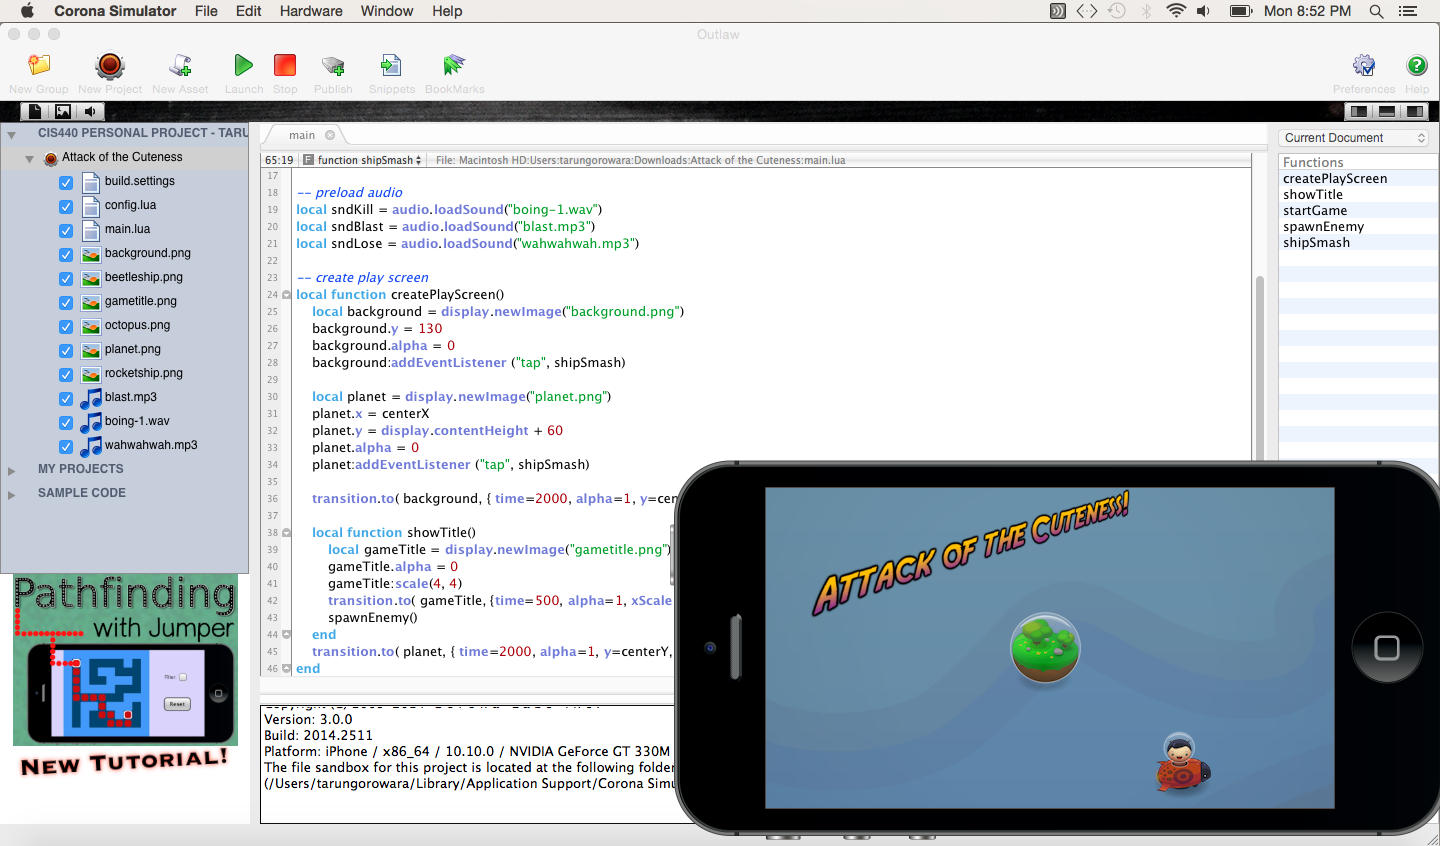 Corona Simulator File Edit Hardware Window Help Mon 8:52 PM
Outlaw
New Group New Project New Asset Launch Stop Publish Snippets BookMarks Preferences Help
CIS440 PERSONAL PROJECT - TARU
Attack of the Cuteness
build.settings
config.lua
main.lua
background.png
beetleship.png
gametitle.png
octopus.png
planet.png
rocketship.png
blast.mp3
boing-1.wav
wahwahwah.mp3
MY PROJECTS
SAMPLE CODE
Pathfinding
with Jumper
Filter
Reset
NEW TUTORIAL!
main
65:19 F function shipSmash File: Macintosh HD:Users:tarungorowara:Downloads:Attack of the Cuteness:main.lua
17
18 -- preload audio
19 local sndKill = audio.loadSound("boing-1.wav")
20 local sndBlast = audio.loadSound("blast.mp3")
21 local sndLose = audio.loadSound("wahwahwah.mp3")
22
23 -- create play screen
24 local function createPlayScreen()
25 local background = display.newImage("background.png")
26 background.y = 130
27 background.alpha = 0
28 background:addEventListener ("tap", shipSmash)
29
30 local planet = display.newImage("planet.png")
31 planet.x = centerX
32 planet.y = display.contentHeight + 60
33 planet.alpha = 0
34 planet:addEventListener ("tap", shipSmash)
35
36 transition.to( background, { time=2000, alpha=1, y=cen
37
38 local function showTitle()
39 local gameTitle = display.newImage("gametitle.png")
40 gameTitle.alpha = 0
41 gameTitle:scale(4, 4)
42 transition.to( gameTitle, {time=500, alpha=1, xScale
43 spawnEnemy()
44 end
45 transition.to( planet, { time=2000, alpha=1, y=centerY,
46 end
Version: 3.0.0
Build: 2014.2511
Platform: iPhone / x86_64 / 10.10.0 / NVIDIA GeForce GT 330M
The file sandbox for this project is located at the following folder
(/Users/tarungorowara/Library/Application Support/Corona Simu
Current Document
Functions
createPlayScreen
showTitle
startGame
spawnEnemy
shipSmash
ATTACK OF THE CUTENESS!